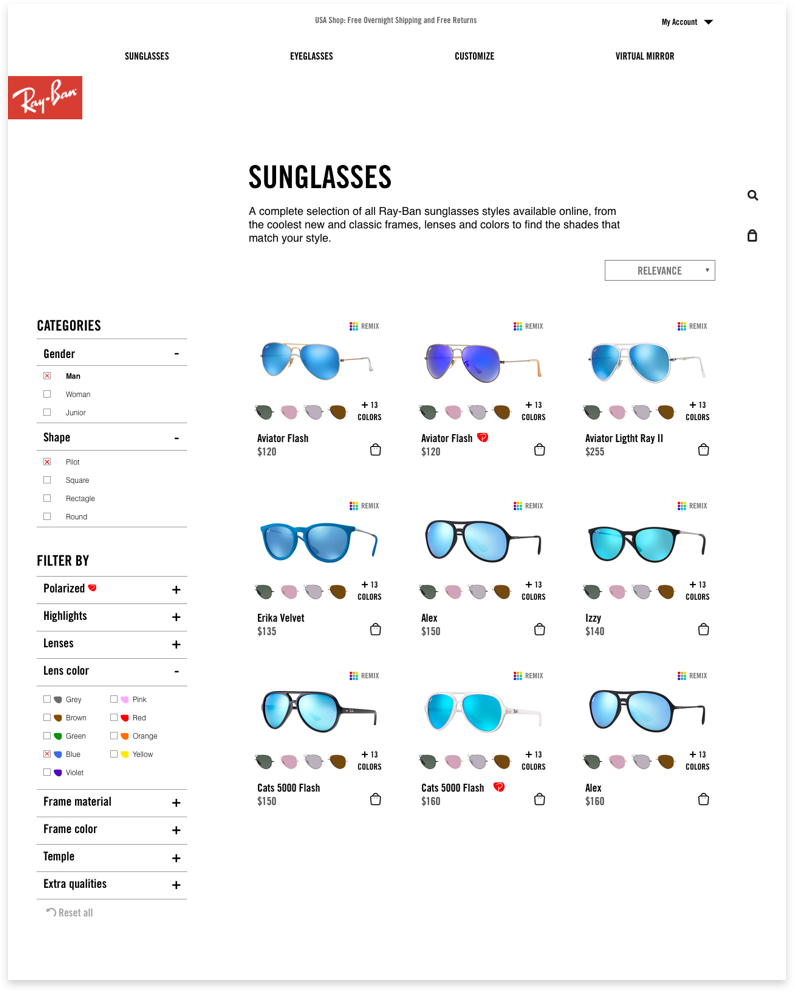 USA Shop: Free Overnight Shipping and Free Returns
My Account
SUNGLASSES
EYEGLASSES
CUSTOMIZE
VIRTUAL MIRROR
Ray-Ban
SUNGLASSES
A complete selection of all Ray-Ban sunglasses styles available online, from
the coolest new and classic frames, lenses and colors to find the shades that
match your style.
RELEVANCE
CATEGORIES
Gender -
Man
Woman
Junior
Shape -
Pilot
Square
Rectagle
Round
FILTER BY
Polarized +
Highlights +
Lenses +
Lens color -
Grey
Pink
Brown
Red
Green
Orange
Blue
Yellow
Violet
Frame material +
Frame color +
Temple +
Extra qualities +
Reset all
REMIX
+ 13
COLORS
Aviator Flash
$120
REMIX
+ 13
COLORS
Aviator Flash
$120
REMIX
+ 13
COLORS
Aviator Ligtht Ray II
$255
REMIX
+ 13
COLORS
Erika Velvet
$135
REMIX
+ 13
COLORS
Alex
$150
REMIX
+ 13
COLORS
Izzy
$140
REMIX
+ 13
COLORS
Cats 5000 Flash
$150
REMIX
+ 13
COLORS
Cats 5000 Flash
$160
REMIX
+ 13
COLORS
Alex
$160